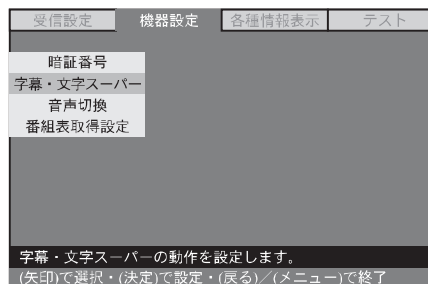 受信設定 機器設定 各種情報表示 テスト
暗証番号
字幕・文字スーパー
音声切換
番組表取得設定
字幕・文字スーパーの動作を設定します。
(矢印)で選択・(決定)で設定・(戻る)／(メニュー)で終了